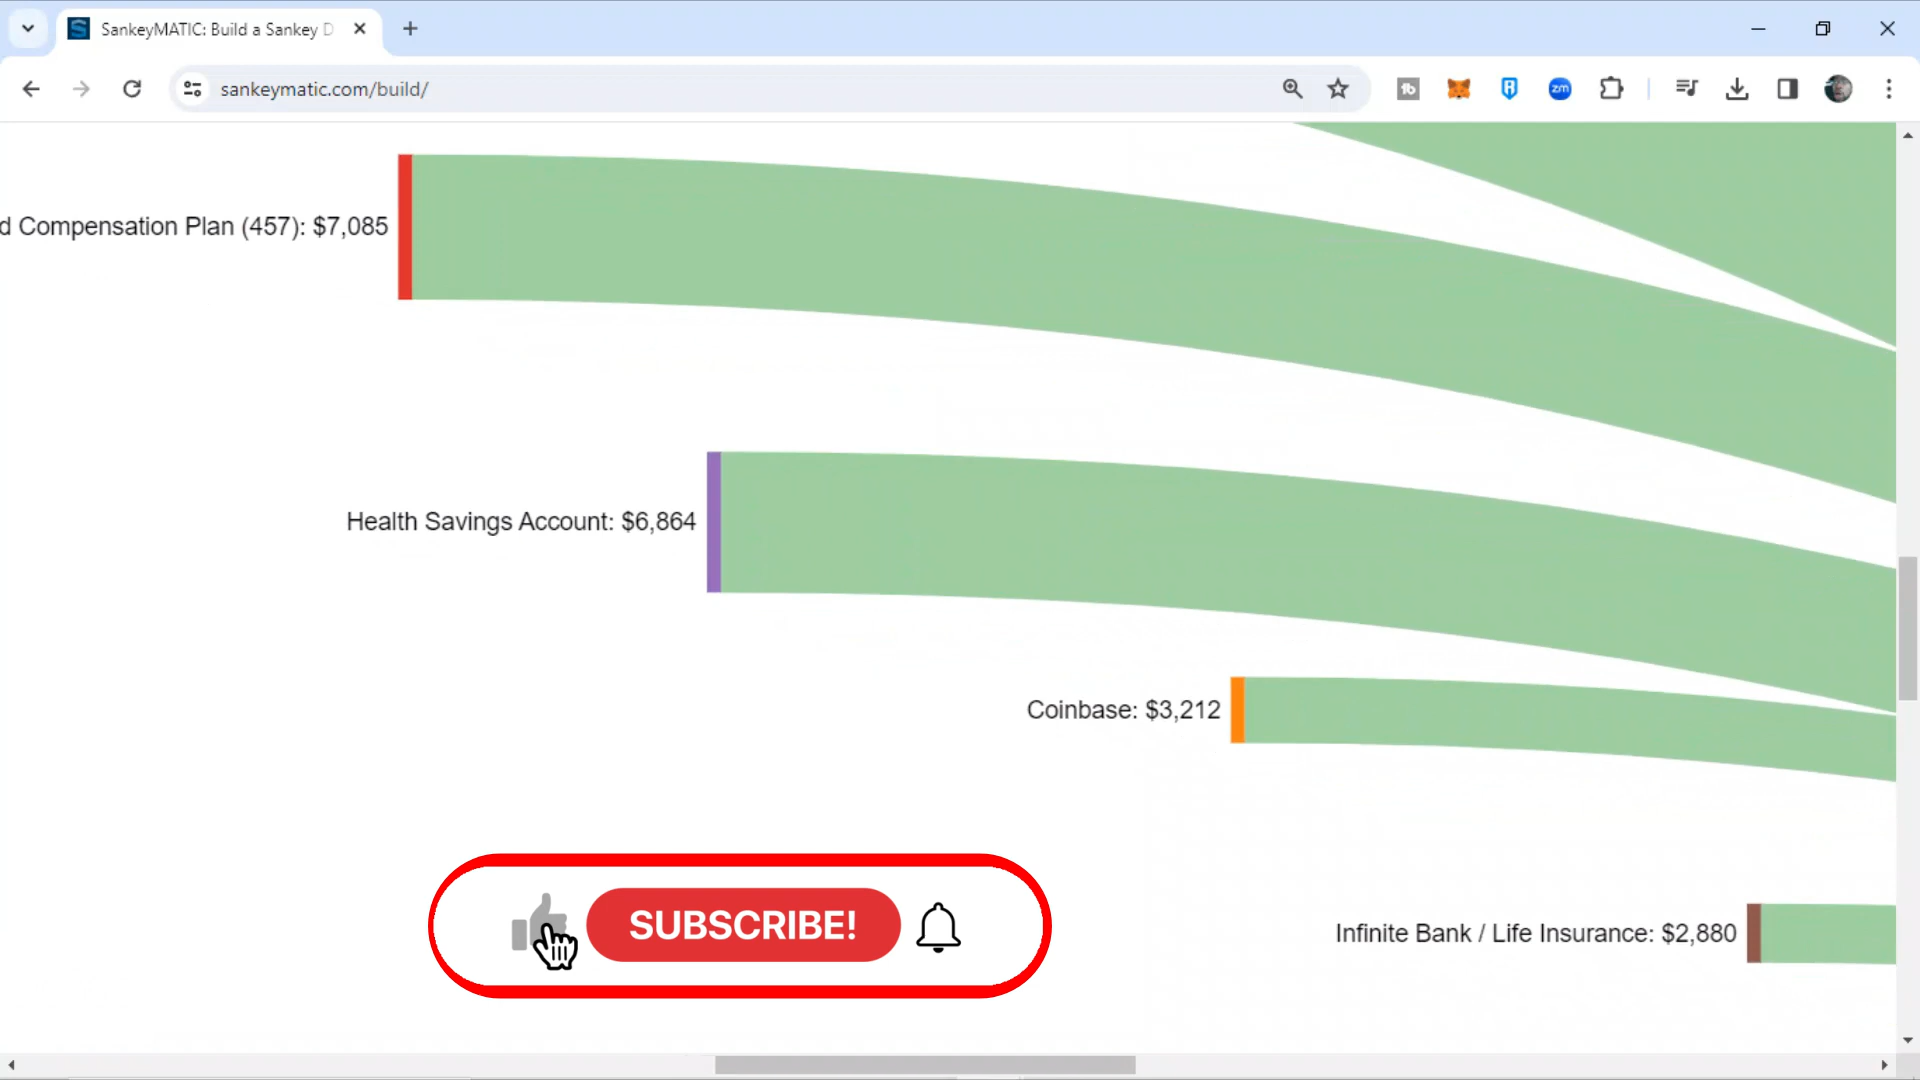 SankeyMATIC: Build a Sankey D
sankeymatic.com/build/
d Compensation Plan (457): $7,085
Health Savings Account: $6,864
Coinbase: $3,212
Infinite Bank / Life Insurance: $2,880
SUBSCRIBE!